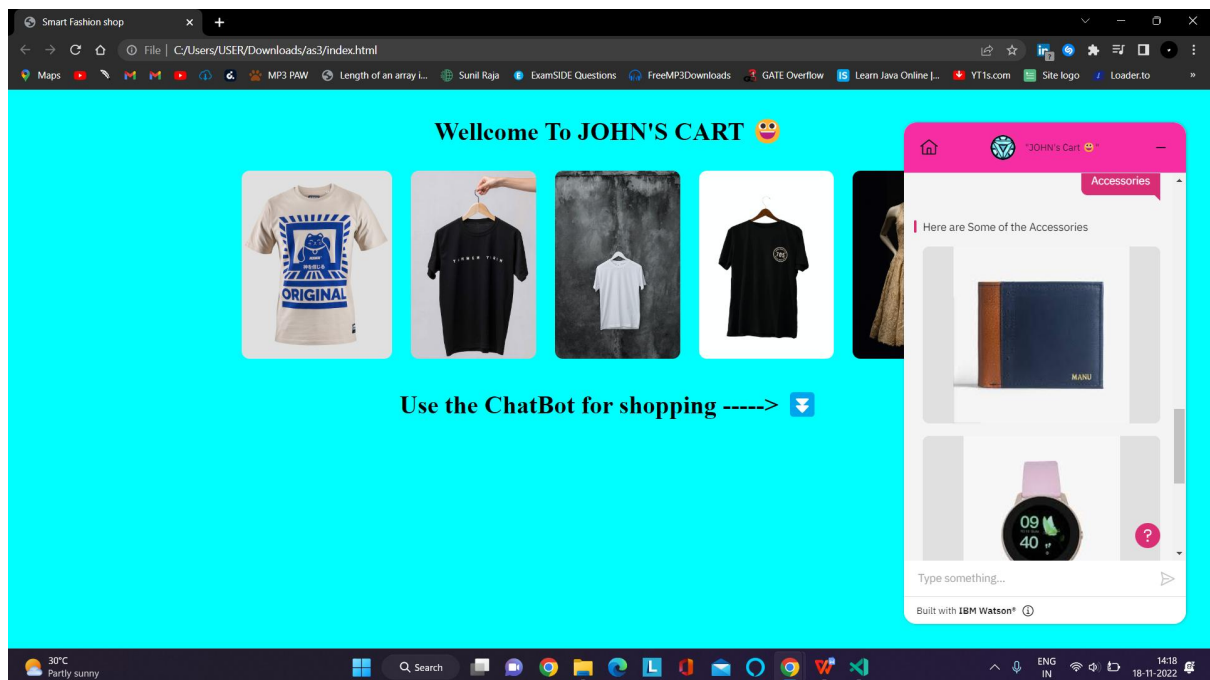 Smart Fashion shop
File | C:/Users/USER/Downloads/as3/index.html
Maps MP3 PAW Length of an array i... Sunil Raja ExamSIDE Questions FreeMP3Downloads GATE Overflow Learn Java Online |... YT1s.com Site logo Loader.to »
Wellcome To JOHN'S CART 😀
ORIGINAL
Use the ChatBot for shopping -----> ⏬
"JOHN's Cart 😀"
Accessories
Here are Some of the Accessories
MANU
09
40
?
Type something...
Built with IBM Watson®
30°C
Partly sunny
Search
ENG
IN
14:18
18-11-2022